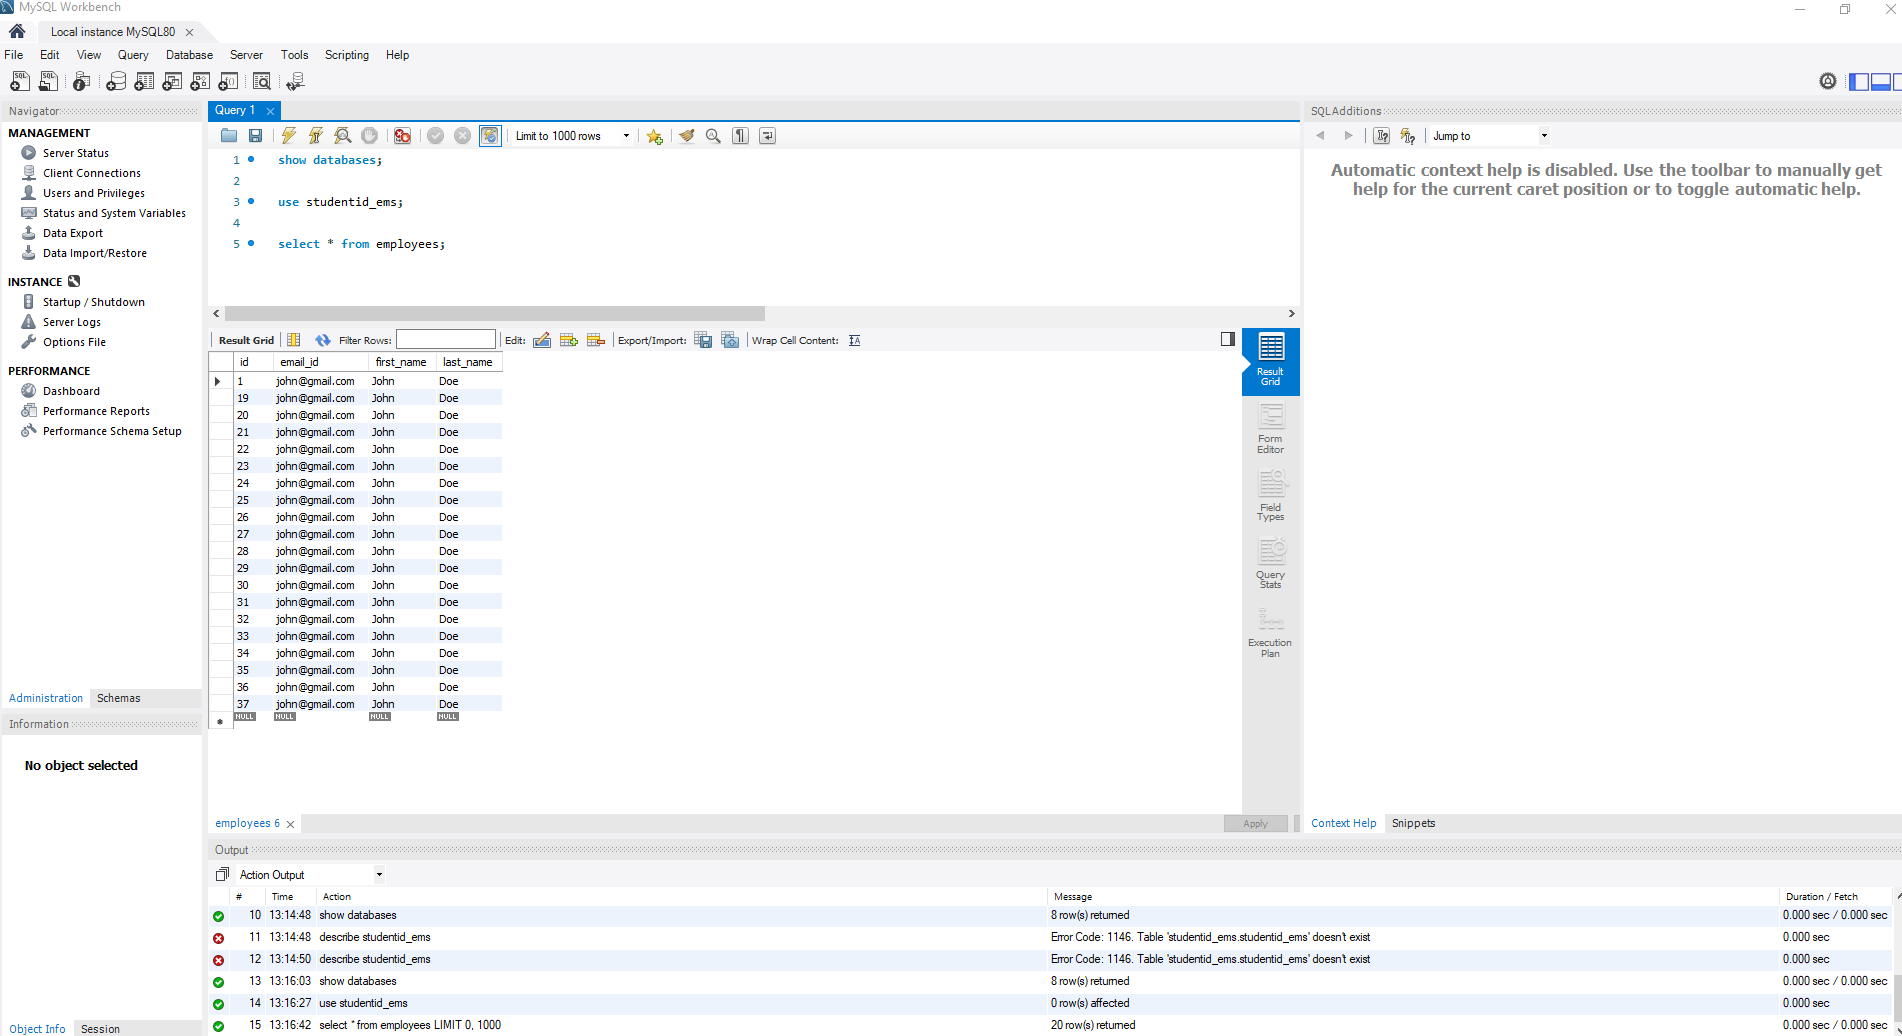 MySQL Workbench
Local instance MySQL80
File Edit View Query Database Server Tools Scripting Help
Navigator
MANAGEMENT
Server Status
Client Connections
Users and Privileges
Status and System Variables
Data Export
Data Import/Restore
INSTANCE
Startup / Shutdown
Server Logs
Options File
PERFORMANCE
Dashboard
Performance Reports
Performance Schema Setup
Administration Schemas
Information
No object selected
Object Info Session
Query 1
Limit to 1000 rows
1 show databases;
2
3 use studentid_ems;
4
5 select * from employees;
Result Grid Filter Rows: Edit: Export/Import: Wrap Cell Content:
id email_id first_name last_name
1 john@gmail.com John Doe
19 john@gmail.com John Doe
20 john@gmail.com John Doe
21 john@gmail.com John Doe
22 john@gmail.com John Doe
23 john@gmail.com John Doe
24 john@gmail.com John Doe
25 john@gmail.com John Doe
26 john@gmail.com John Doe
27 john@gmail.com John Doe
28 john@gmail.com John Doe
29 john@gmail.com John Doe
30 john@gmail.com John Doe
31 john@gmail.com John Doe
32 john@gmail.com John Doe
33 john@gmail.com John Doe
34 john@gmail.com John Doe
35 john@gmail.com John Doe
36 john@gmail.com John Doe
37 john@gmail.com John Doe
NULL NULL NULL NULL
Result
Grid
Form
Editor
Field
Types
Query
Stats
Execution
Plan
employees 6
Apply
SQLAdditions
Jump to
Automatic context help is disabled. Use the toolbar to manually get
help for the current caret position or to toggle automatic help.
Context Help Snippets
Output
Action Output
# Time Action Message Duration / Fetch
10 13:14:48 show databases 8 row(s) returned 0.000 sec / 0.000 sec
11 13:14:48 describe studentid_ems Error Code: 1146. Table 'studentid_ems.studentid_ems' doesn't exist 0.000 sec
12 13:14:50 describe studentid_ems Error Code: 1146. Table 'studentid_ems.studentid_ems' doesn't exist 0.000 sec
13 13:16:03 show databases 8 row(s) returned 0.000 sec / 0.000 sec
14 13:16:27 use studentid_ems 0 row(s) affected 0.000 sec
15 13:16:42 select * from employees LIMIT 0, 1000 20 row(s) returned 0.000 sec / 0.000 sec